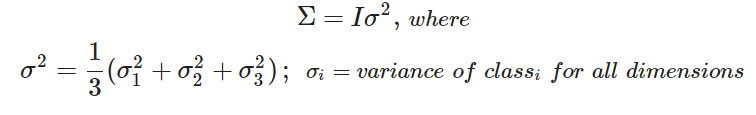 Σ = Iσ², where
σ² = 1/3(σ₁² + σ₂² + σ₃²); σᵢ = variance of classᵢ for all dimensions